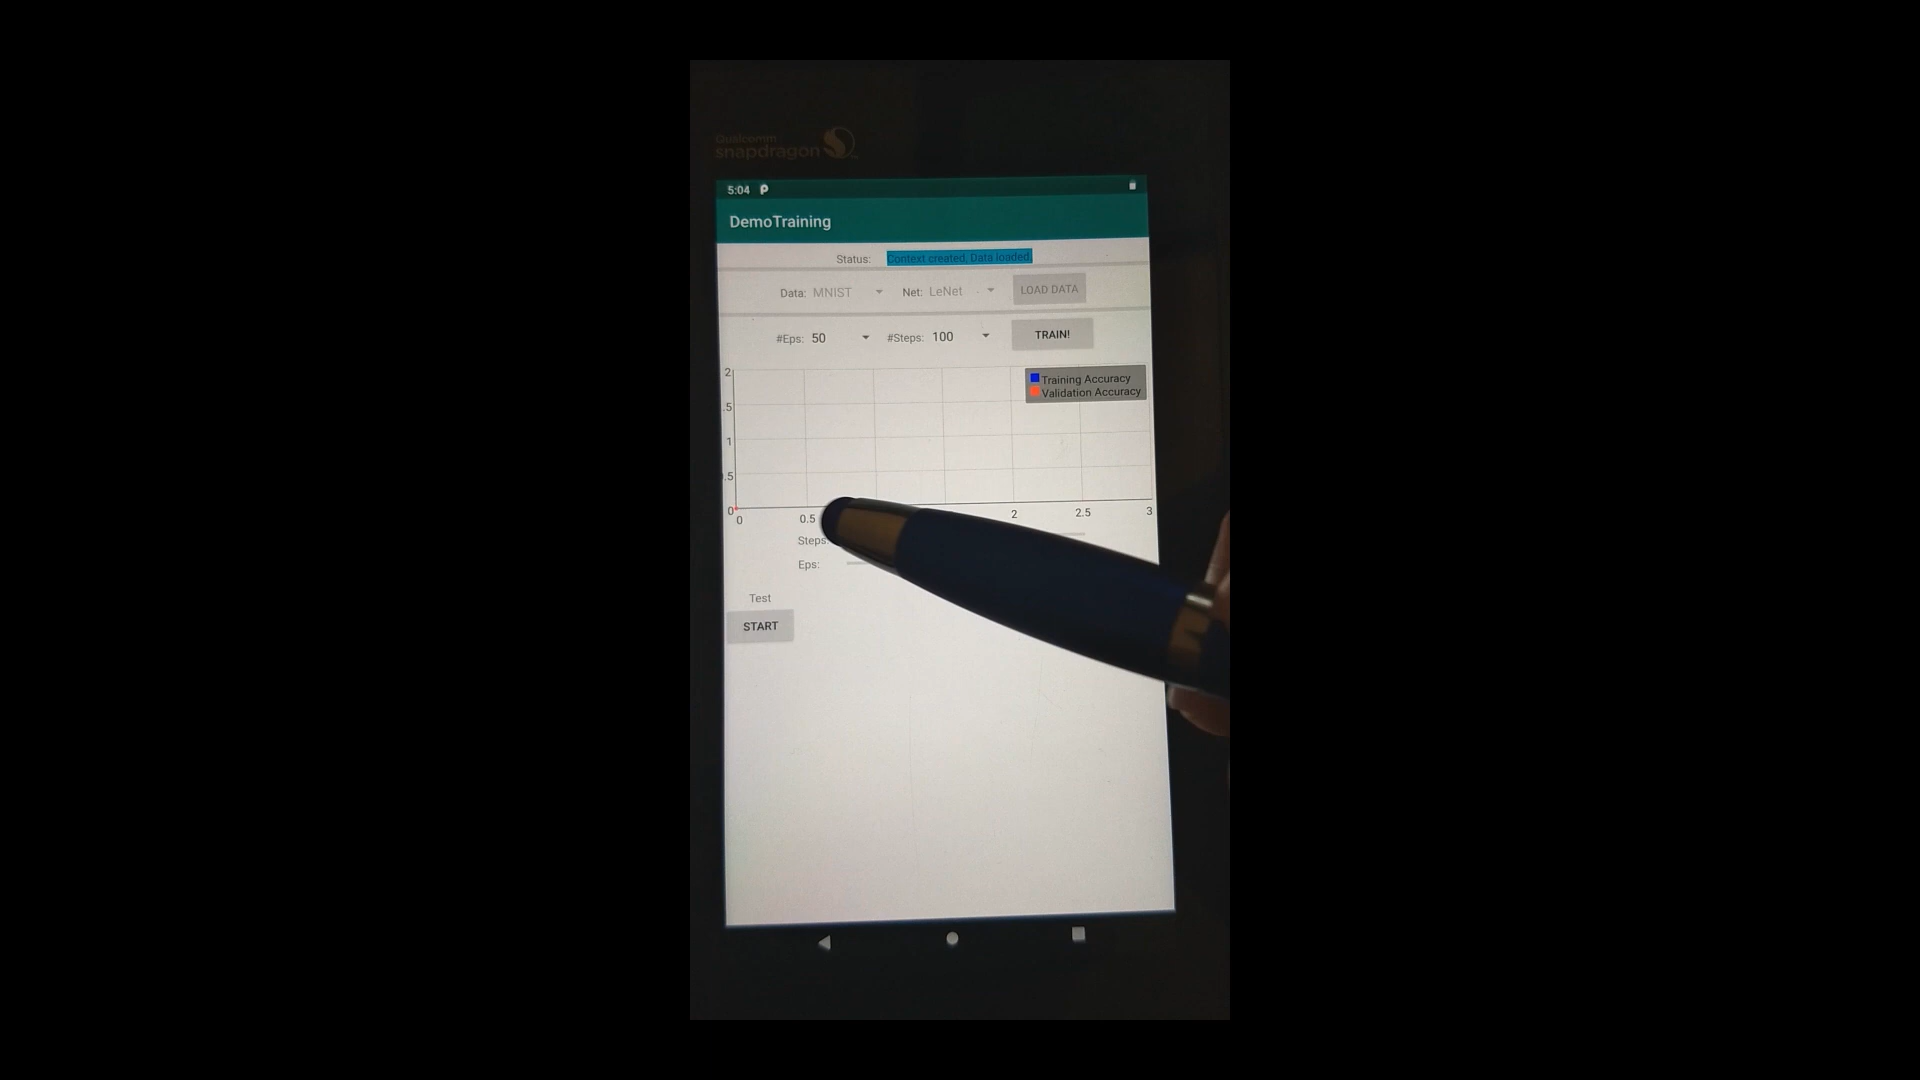 Qualcomm
snapdragon
5:04
DemoTraining
Status: Context created, Data loaded.
Data: MNIST Net: LeNet LOAD DATA
#Eps: 50 #Steps: 100 TRAIN!
Training Accuracy
Validation Accuracy
2
.5
1
.5
0
0 0.5 2 2.5 3
Steps:
Eps:
Test
START